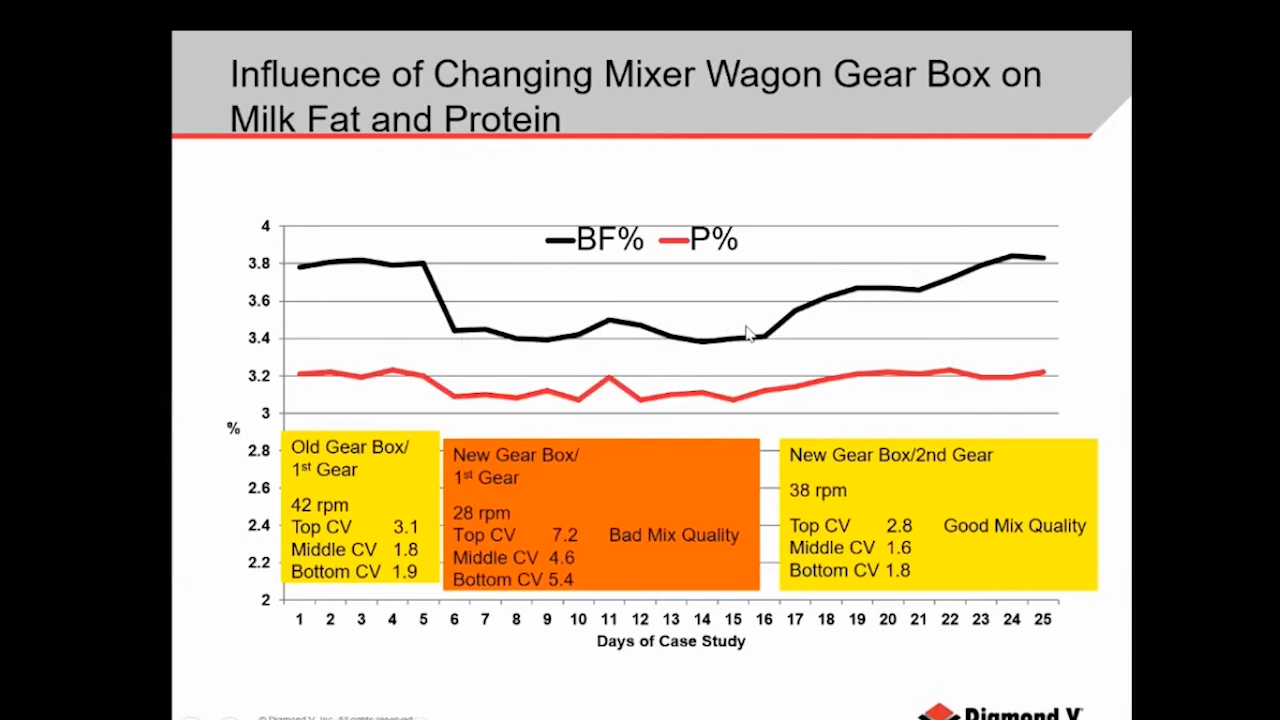 Influence of Changing Mixer Wagon Gear Box on
Milk Fat and Protein
BF% P%
4
3.8
3.6
3.4
3.2
3
%
2.8
2.6
2.4
2.2
2
Old Gear Box/
1st Gear
42 rpm
Top CV 3.1
Middle CV 1.8
Bottom CV 1.9
New Gear Box/
1st Gear
28 rpm
Top CV 7.2 Bad Mix Quality
Middle CV 4.6
Bottom CV 5.4
New Gear Box/2nd Gear
38 rpm
Top CV 2.8 Good Mix Quality
Middle CV 1.6
Bottom CV 1.8
1 2 3 4 5 6 7 8 9 10 11 12 13 14 15 16 17 18 19 20 21 22 23 24 25
Days of Case Study
© Diamond V, Inc. All rights reserved
Diamond V